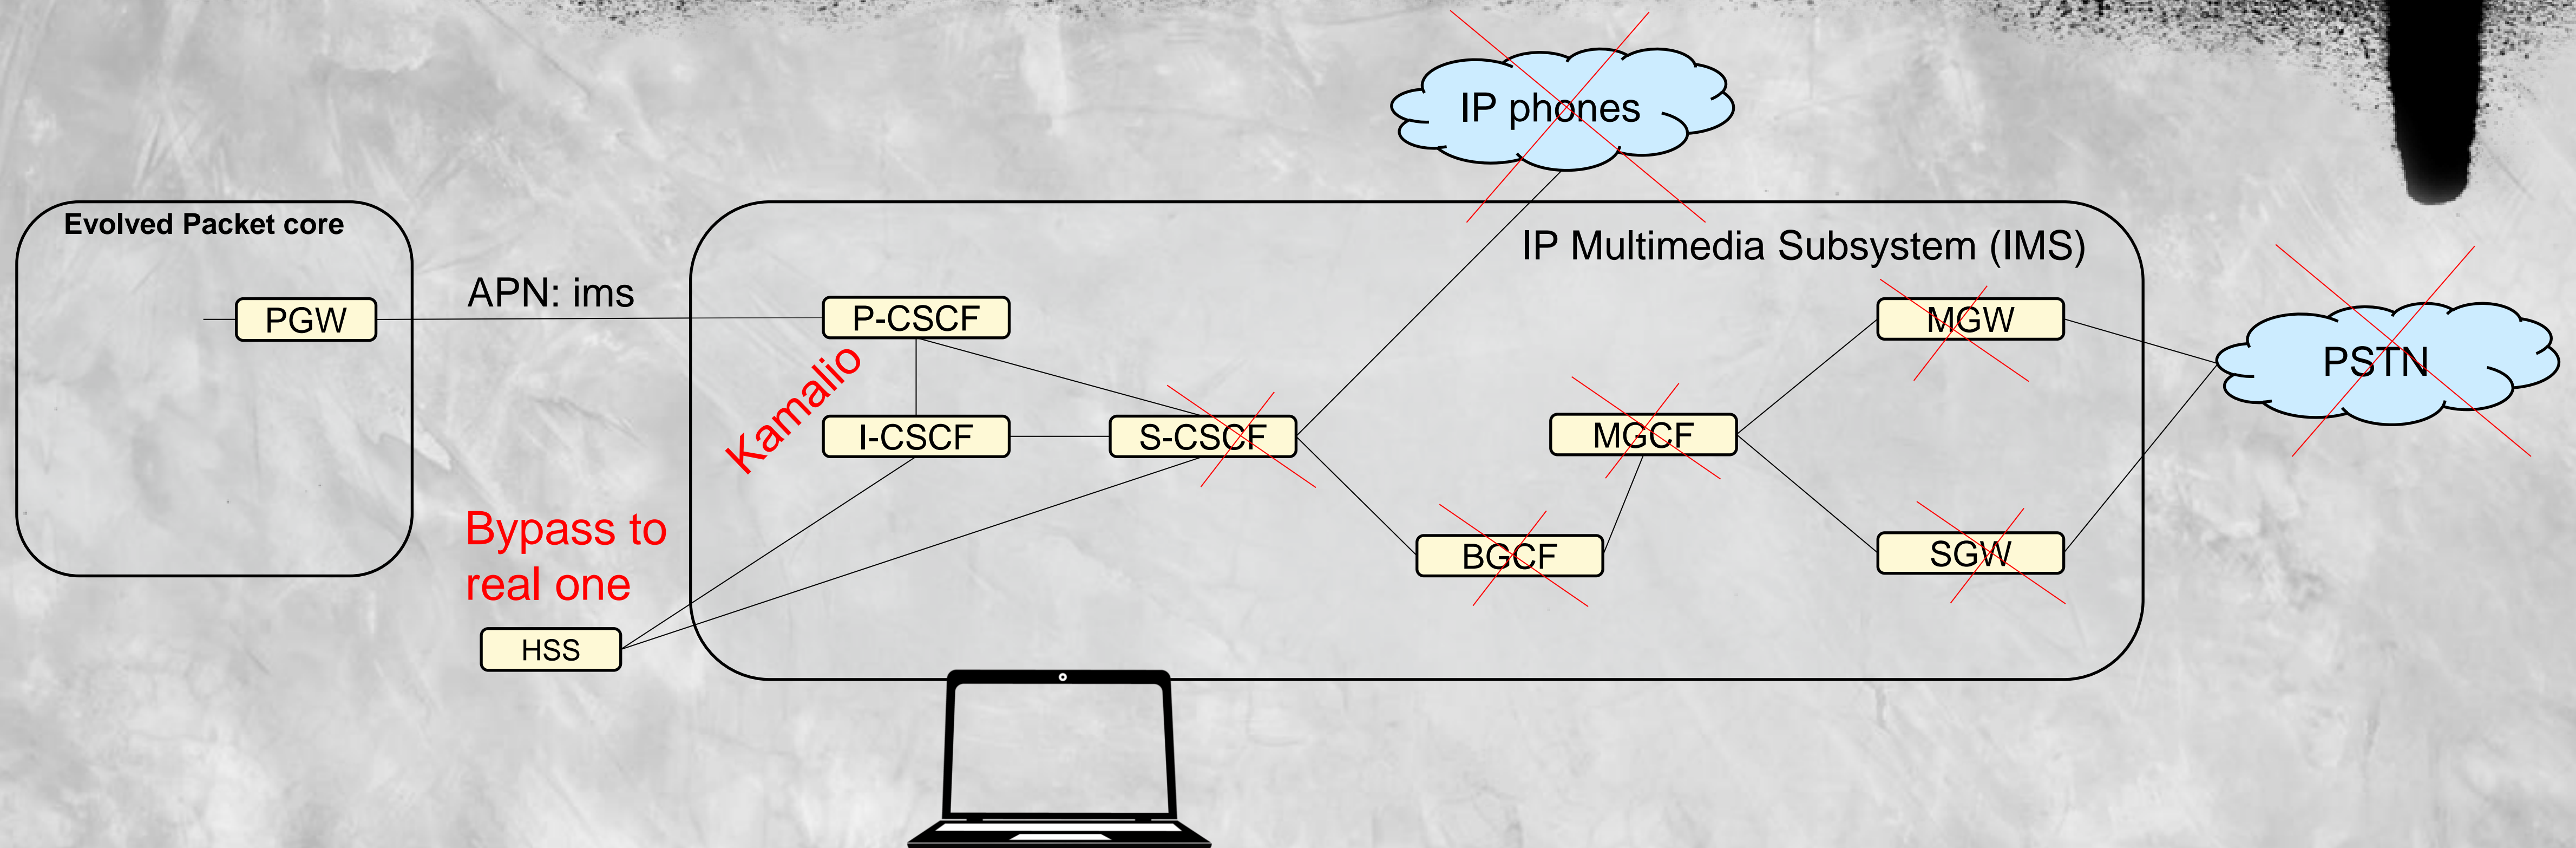 IP phones
Evolved Packet core
IP Multimedia Subsystem (IMS)
APN: ims
PGW
P-CSCF
MGW
PSTN
Kamalio
I-CSCF
S-CSCF
MGCF
Bypass to
real one
BGCF
SGW
HSS